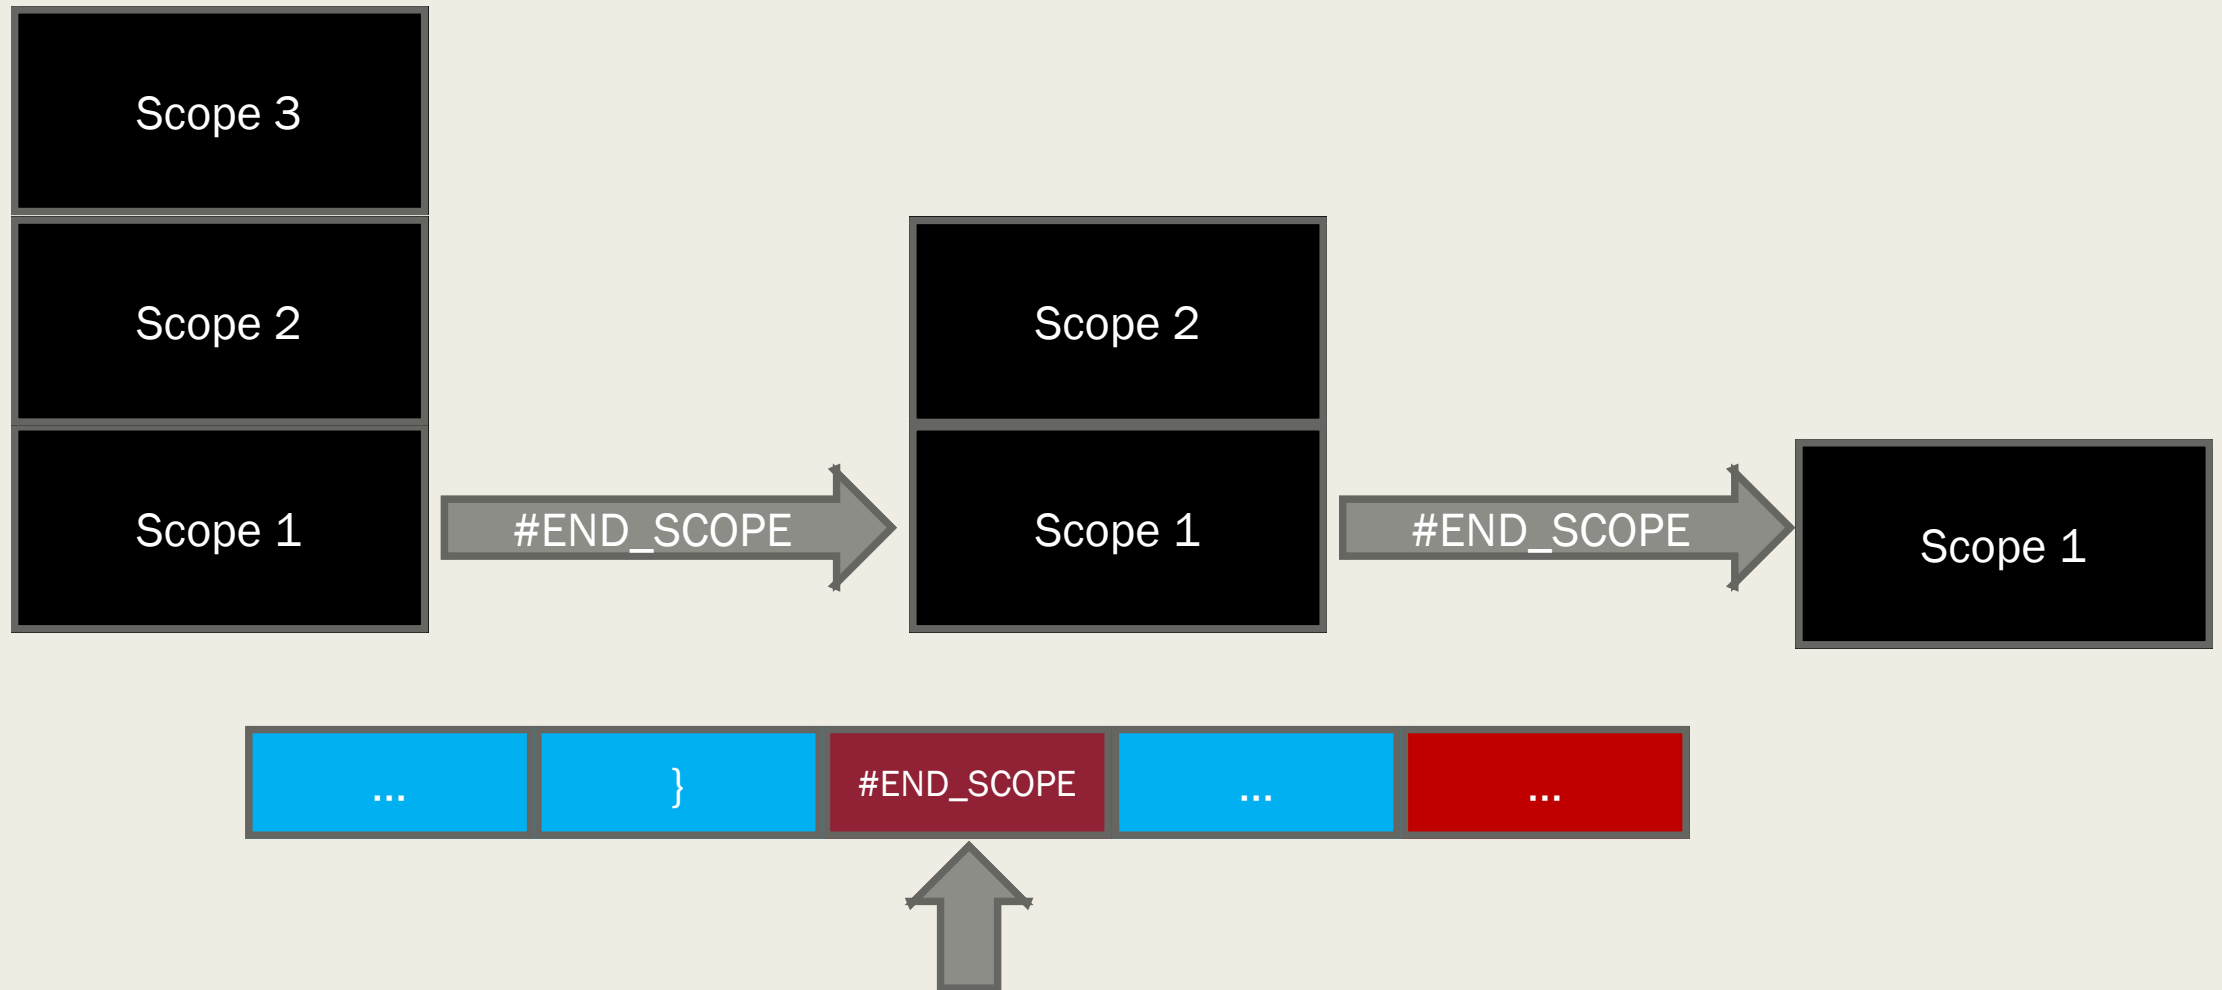 Scope 3
Scope 2
Scope 1
#END_SCOPE
Scope 2
Scope 1
#END_SCOPE
Scope 1
...
}
#END_SCOPE
...
...